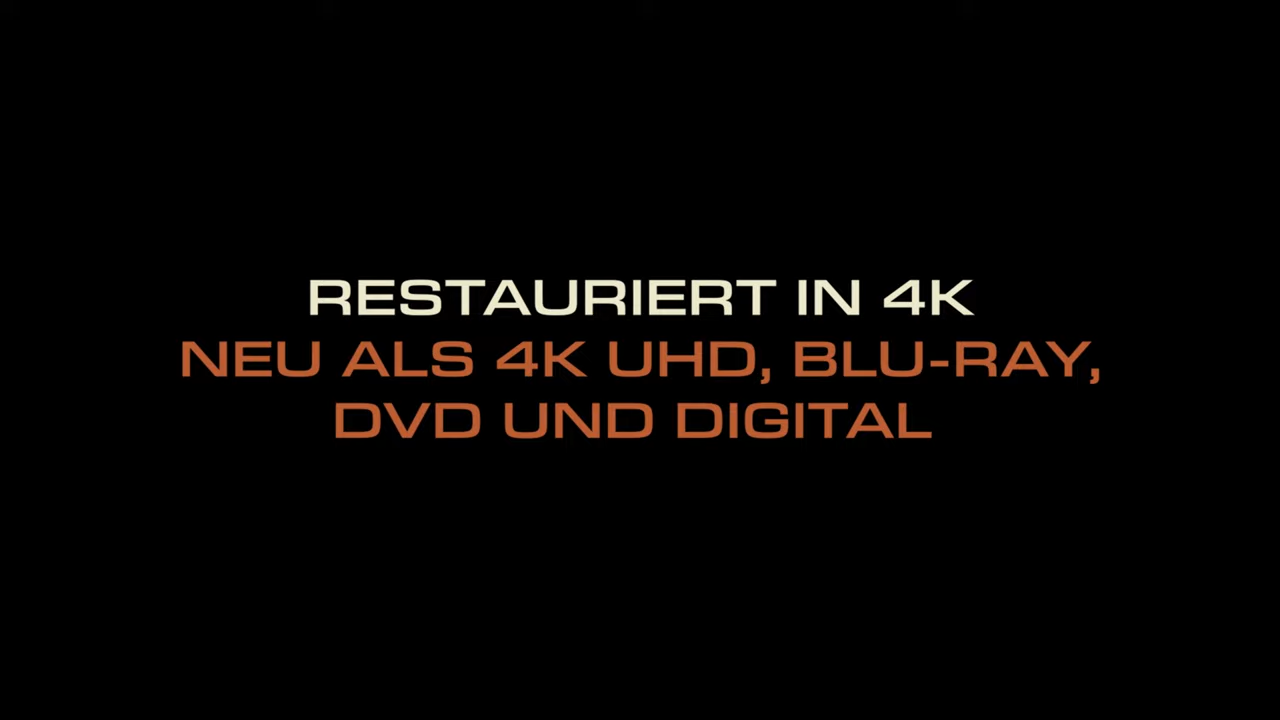 RESTAURIERT IN 4K
NEU ALS 4K UHD, BLU-RAY,
DVD UND DIGITAL